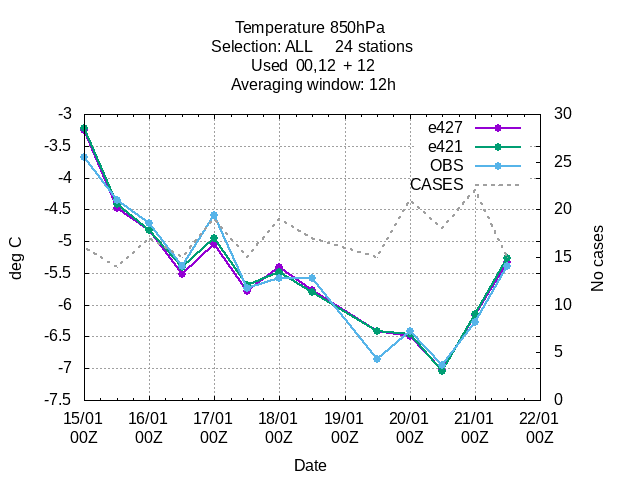 Temperature 850hPa
Selection: ALL 24 stations
Used 00,12 + 12
Averaging window: 12h
-3
-3.5
-4
-4.5
-5
-5.5
-6
-6.5
-7
-7.5
deg C
30
25
20
15
10
5
0
No cases
e427
e421
OBS
CASES
15/01 16/01 17/01 18/01 19/01 20/01 21/01 22/01
00Z 00Z 00Z 00Z 00Z 00Z 00Z 00Z
Date